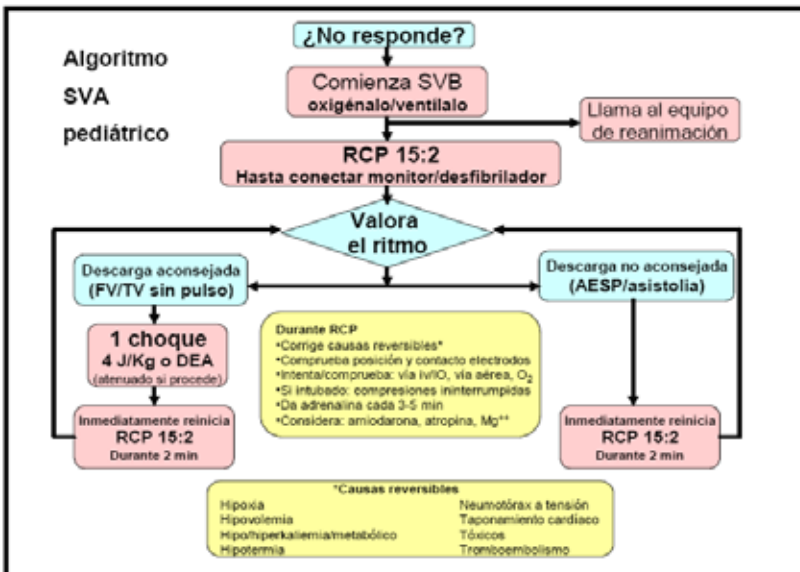 Algoritmo
SVA
pediátrico
¿No responde?
Comienza SVB
oxigénalo/ventílalo
Llama al equipo
de reanimación
RCP 15:2
Hasta conectar monitor/desfibrilador
Valora
el ritmo
Descarga aconsejada
(FV/TV sin pulso)
Descarga no aconsejada
(AESP/asistolia)
1 choque
4 J/Kg o DEA
(atenuado si procede)
Inmediatamente reinicia
RCP 15:2
Durante 2 min
Durante RCP
•Corrige causas reversibles*
•Comprueba posición y contacto electrodos
•Intenta/comprueba: vía iv/IO, vía aérea, O2
•Si intubado: compresiones ininterrumpidas
•Da adrenalina cada 3-5 min
•Considera: amiodarona, atropina, Mg++
Inmediatamente reinicia
RCP 15:2
Durante 2 min
*Causas reversibles
Hipoxia Neumotórax a tensión
Hipovolemia Taponamiento cardíaco
Hipo/hiperkaliemia/metabólico Tóxicos
Hipotermia Tromboembolismo